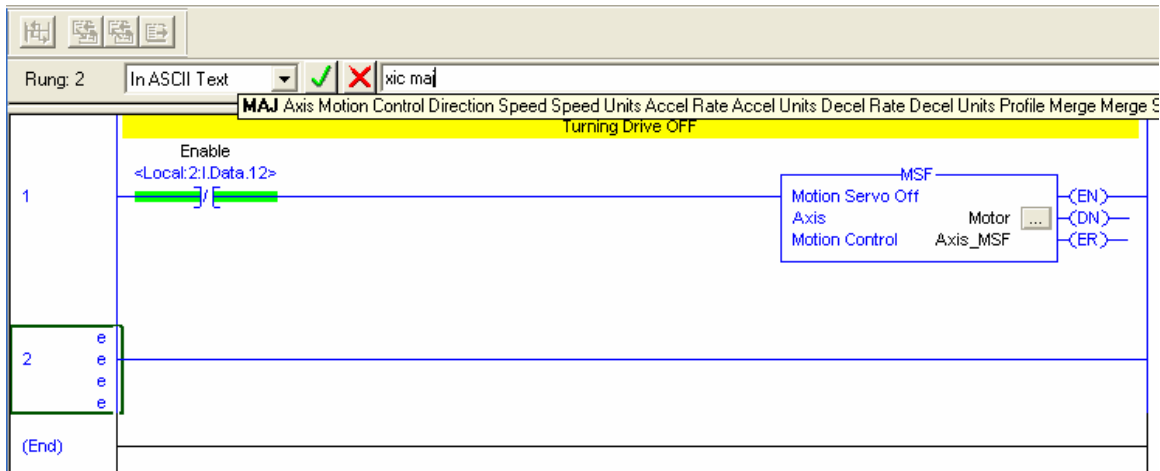 Rung: 2 In ASCII Text xic maj
MAJ Axis Motion Control Direction Speed Speed Units Accel Rate Accel Units Decel Rate Decel Units Profile Merge Merge S
Turning Drive OFF
Enable
<Local:2:I.Data.12>
1
MSF
Motion Servo Off
Axis Motor ...
Motion Control Axis_MSF
(EN)
(DN)
(ER)
2
e
e
e
e
(End)